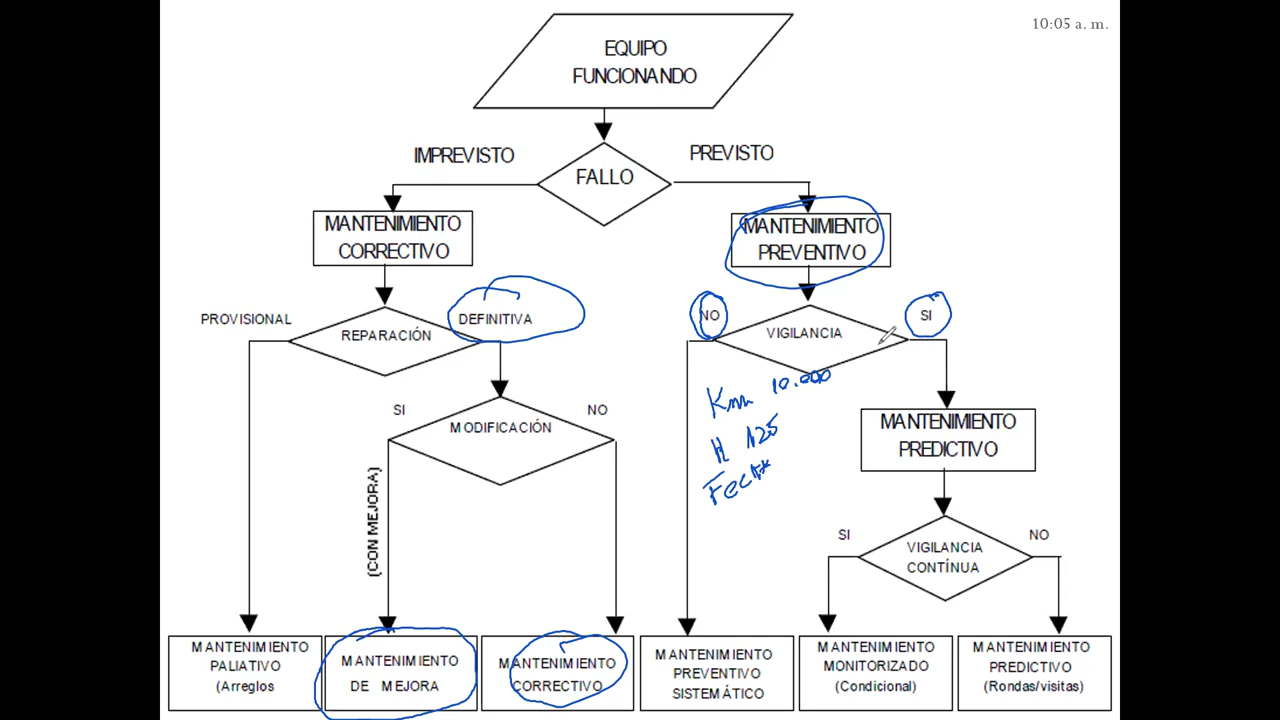 10:05 a. m.
EQUIPO
FUNCIONANDO
IMPREVISTO
PREVISTO
FALLO
MANTENIMIENTO
CORRECTIVO
MANTENIMIENTO
PREVENTIVO
PROVISIONAL
REPARACIÓN
DEFINITIVA
NO
VIGILANCIA
SI
Km 10.000
H 125
Fecha
SI
MODIFICACIÓN
NO
MANTENIMIENTO
PREDICTIVO
(CON MEJORA)
SI
VIGILANCIA
CONTÍNUA
NO
MANTENIMIENTO
PALIATIVO
(Arreglos
MANTENIMIENTO
DE MEJORA
MANTENIMIENTO
CORRECTIVO
MANTENIMIENTO
PREVENTIVO
SISTEMÁTICO
MANTENIMIENTO
MONITORIZADO
(Condicional)
MANTENIMIENTO
PREDICTIVO
(Rondas/visitas)